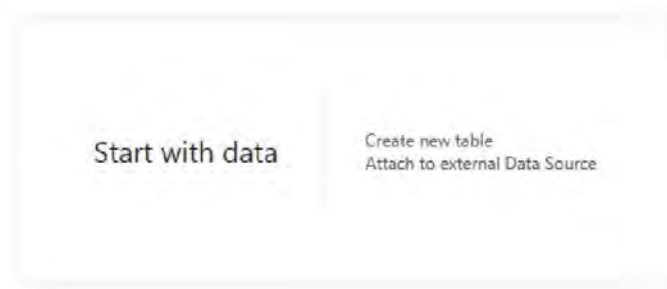 Start with data
Create new table
Attach to external Data Source